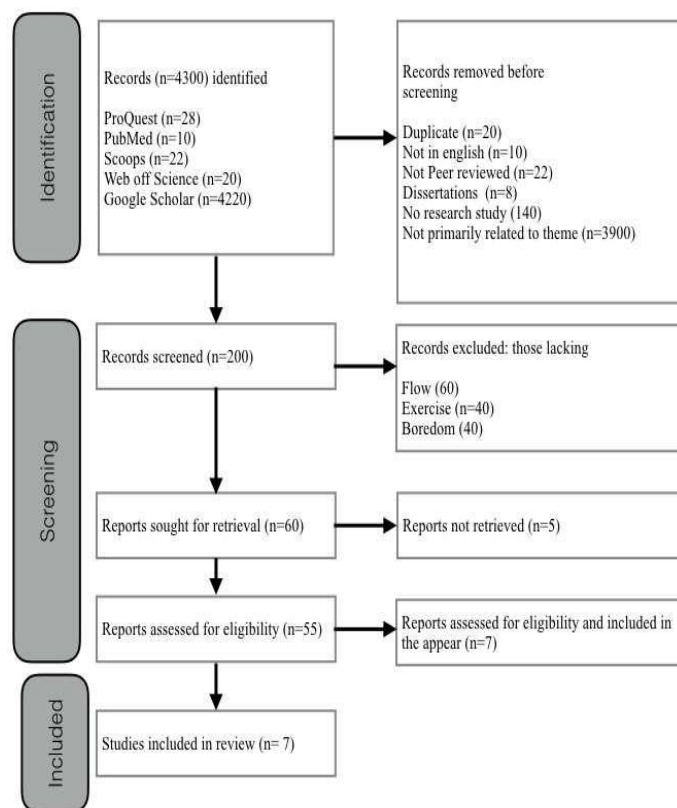 Identification
Records (n=4300) identified
ProQuest (n=28)
PubMed (n=10)
Scoops (n=22)
Web off Science (n=20)
Google Scholar (n=4220)
Records removed before
screening
Duplicate (n=20)
Not in english (n=10)
Not Peer reviewed (n=22)
Dissertations (n=8)
No research study (140)
Not primarily related to theme (n=3900)
Screening
Records screened (n=200)
Records excluded: those lacking
Flow (60)
Exercise (n=40)
Boredom (40)
Reports sought for retrieval (n=60)
Reports not retrieved (n=5)
Reports assessed for eligibility (n=55)
Reports assessed for eligibility and included in
the appear (n=7)
Included
Studies included in review (n= 7)